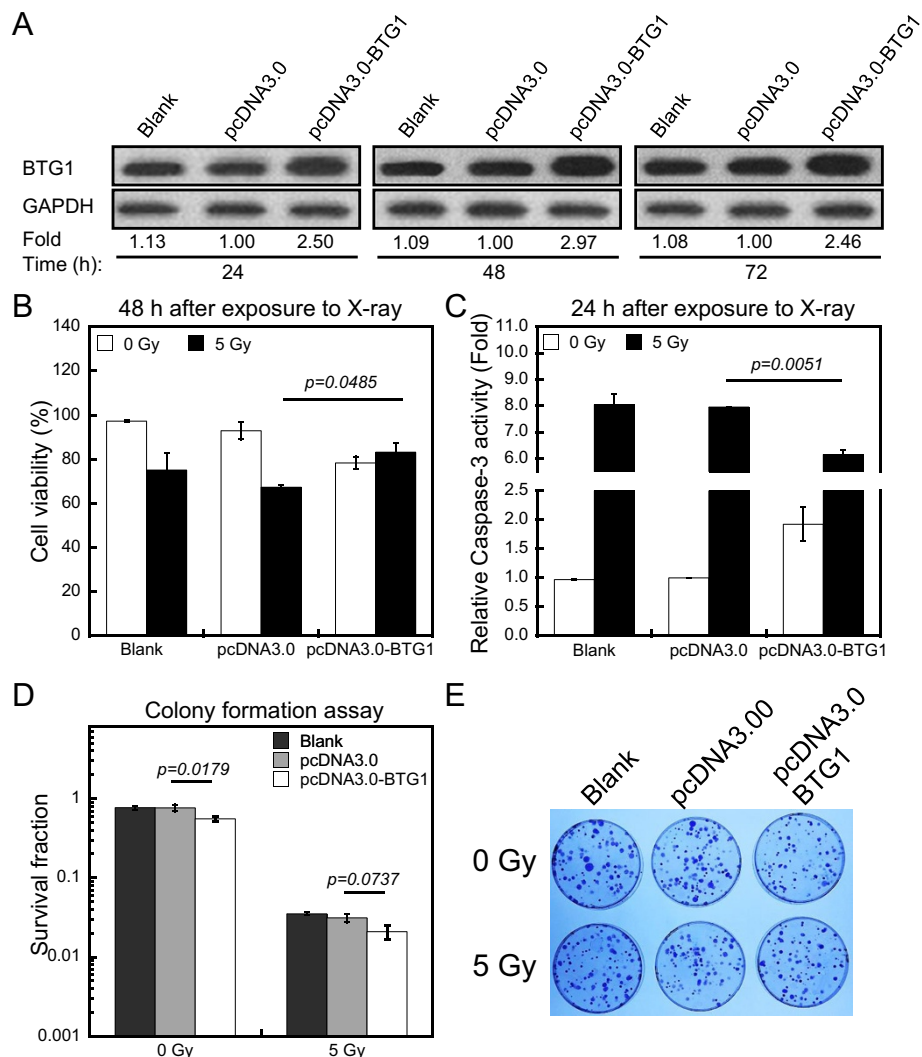 A
Blank pcDNA3.0 pcDNA3.0-BTG1 Blank pcDNA3.0 pcDNA3.0-BTG1 Blank pcDNA3.0 pcDNA3.0-BTG1
BTG1
GAPDH
Fold 1.13 1.00 2.50 1.09 1.00 2.97 1.08 1.00 2.46
Time (h): 24 48 72
B
48 h after exposure to X-ray
Cell viability (%)
140
120
100
80
60
40
20
0
0 Gy 5 Gy
p=0.0485
Blank pcDNA3.0 pcDNA3.0-BTG1
C
24 h after exposure to X-ray
Relative Caspase-3 activity (Fold)
11.0
10.0
9.0
8.0
7.0
6.0
2.5
2.0
1.5
1.0
0.5
0.0
0 Gy 5 Gy
p=0.0051
Blank pcDNA3.0 pcDNA3.0-BTG1
D
Colony formation assay
Survival fraction
1
0.1
0.01
0.001
Blank
pcDNA3.0
pcDNA3.0-BTG1
p=0.0179
p=0.0737
0 Gy 5 Gy
E
Blank pcDNA3.00 pcDNA3.0
BTG1
0 Gy
5 Gy